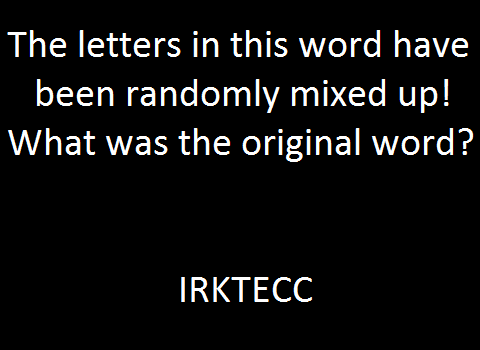 The letters in this word have
been randomly mixed up!
What was the original word?
IRKTECC